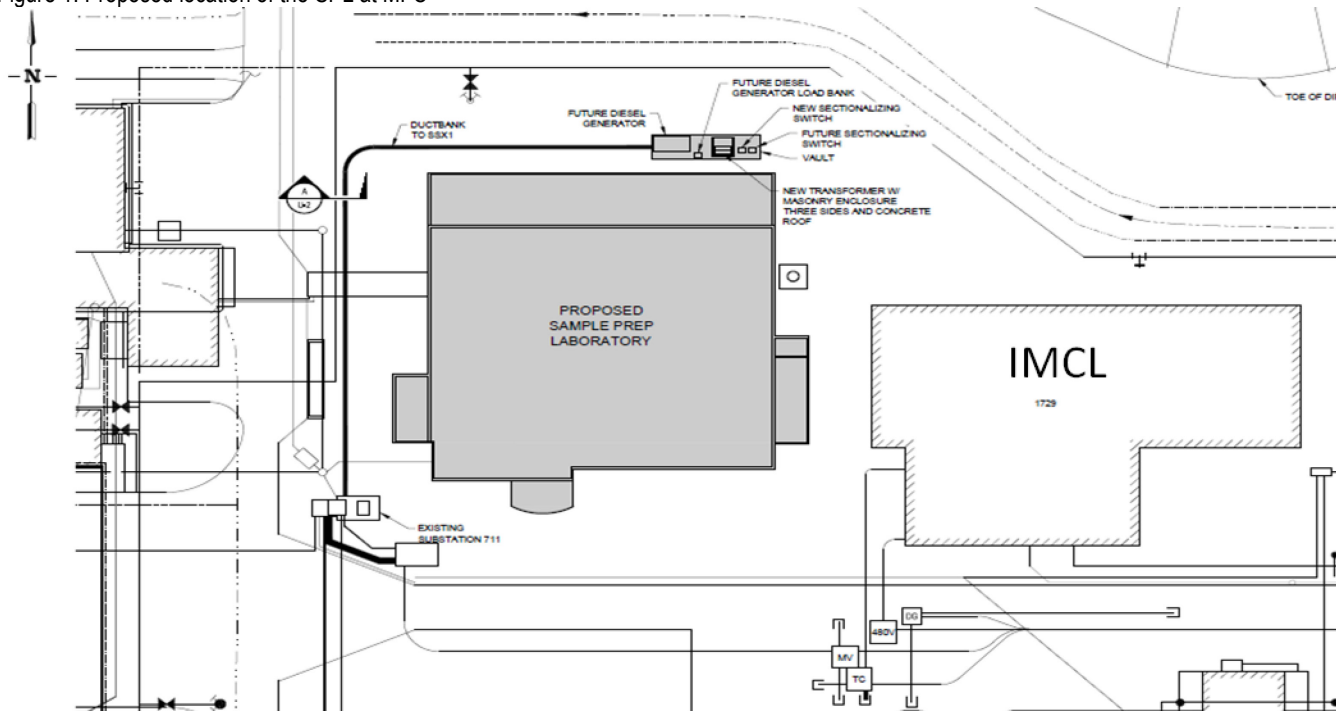 Figure 1. Proposed location of the SPL at MFC
N
TOE OF DI
FUTURE DIESEL
GENERATOR LOAD BANK
NEW SECTIONALIZING
SWITCH
FUTURE DIESEL
GENERATOR
FUTURE SECTIONALIZING
SWITCH
VAULT
DUCTBANK
TO SSX1
NEW TRANSFORMER W/
MASONRY ENCLOSURE
THREE SIDES AND CONCRETE
ROOF
A
U-2
PROPOSED
SAMPLE PREP
LABORATORY
IMCL
1729
EXISTING
SUBSTATION 711
480V
DG
MV
TC